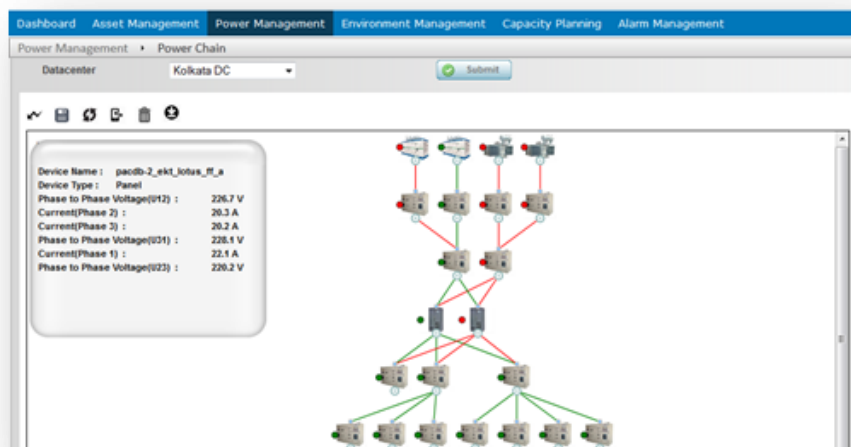 Dashboard Asset Management Power Management Environment Management Capacity Planning Alarm Management
Power Management Power Chain
Datacenter Kolkata DC Submit
Device Name : pacdb-2_ekt_lotus_ff_a
Device Type : Panel
Phase to Phase Voltage(U12) : 226.7 V
Current(Phase 2) : 20.3 A
Current(Phase 3) : 20.2 A
Phase to Phase Voltage(U31) : 228.1 V
Current(Phase 1) : 22.1 A
Phase to Phase Voltage(U23) : 220.2 V